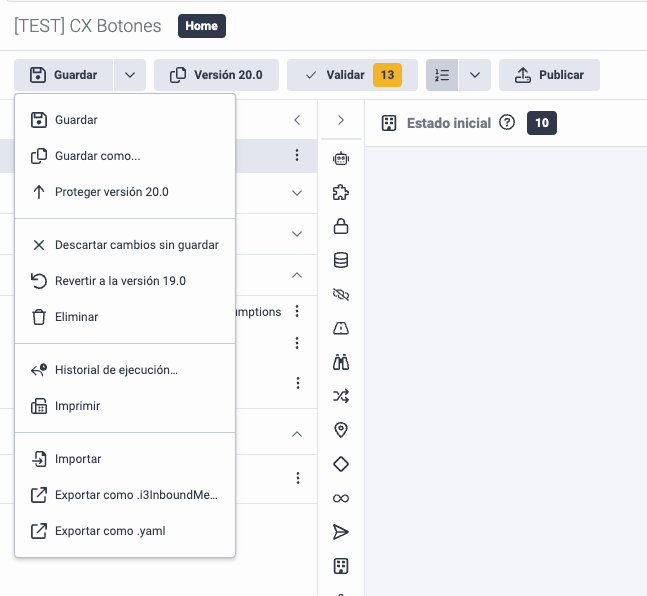 [TEST] CX Botones Home
Guardar Versión 20.0 Validar 13 Publicar
Guardar
Guardar como...
Proteger versión 20.0
Descartar cambios sin guardar
Revertir a la versión 19.0
Eliminar
Historial de ejecución...
Imprimir
Importar
Exportar como .i3InboundMe...
Exportar como .yaml
Estado inicial ? 10